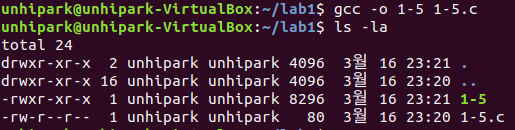 unhipark@unhipark-VirtualBox:~/lab1$ gcc -o 1-5 1-5.c
unhipark@unhipark-VirtualBox:~/lab1$ ls -la
total 24
drwxr-xr-x  2 unhipark unhipark 4096  3월 16 23:21 .
drwxr-xr-x 16 unhipark unhipark 4096  3월 16 23:20 ..
-rwxr-xr-x  1 unhipark unhipark 8296  3월 16 23:21 1-5
-rw-r--r--  1 unhipark unhipark   80  3월 16 23:20 1-5.c